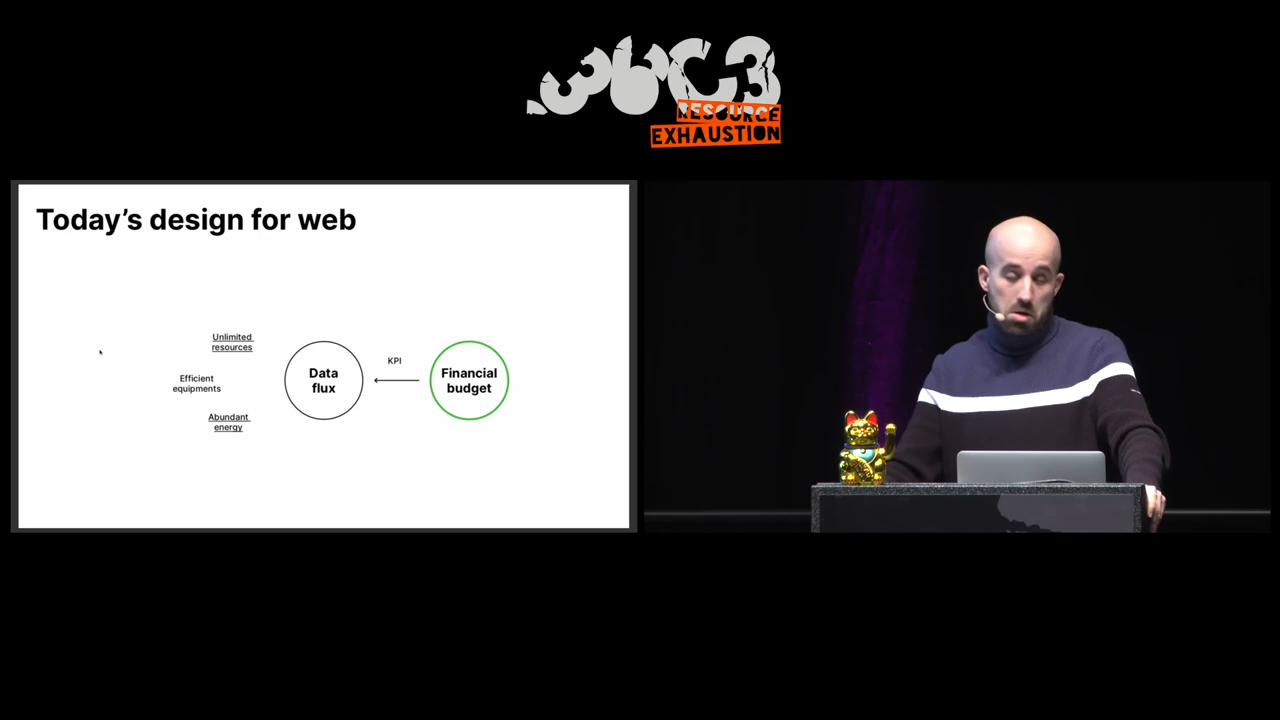 36C3
RESOURCE
EXHAUSTION
Today's design for web
Unlimited
resources
Efficient
equipments
Abundant
energy
Data
flux
KPI
Financial
budget